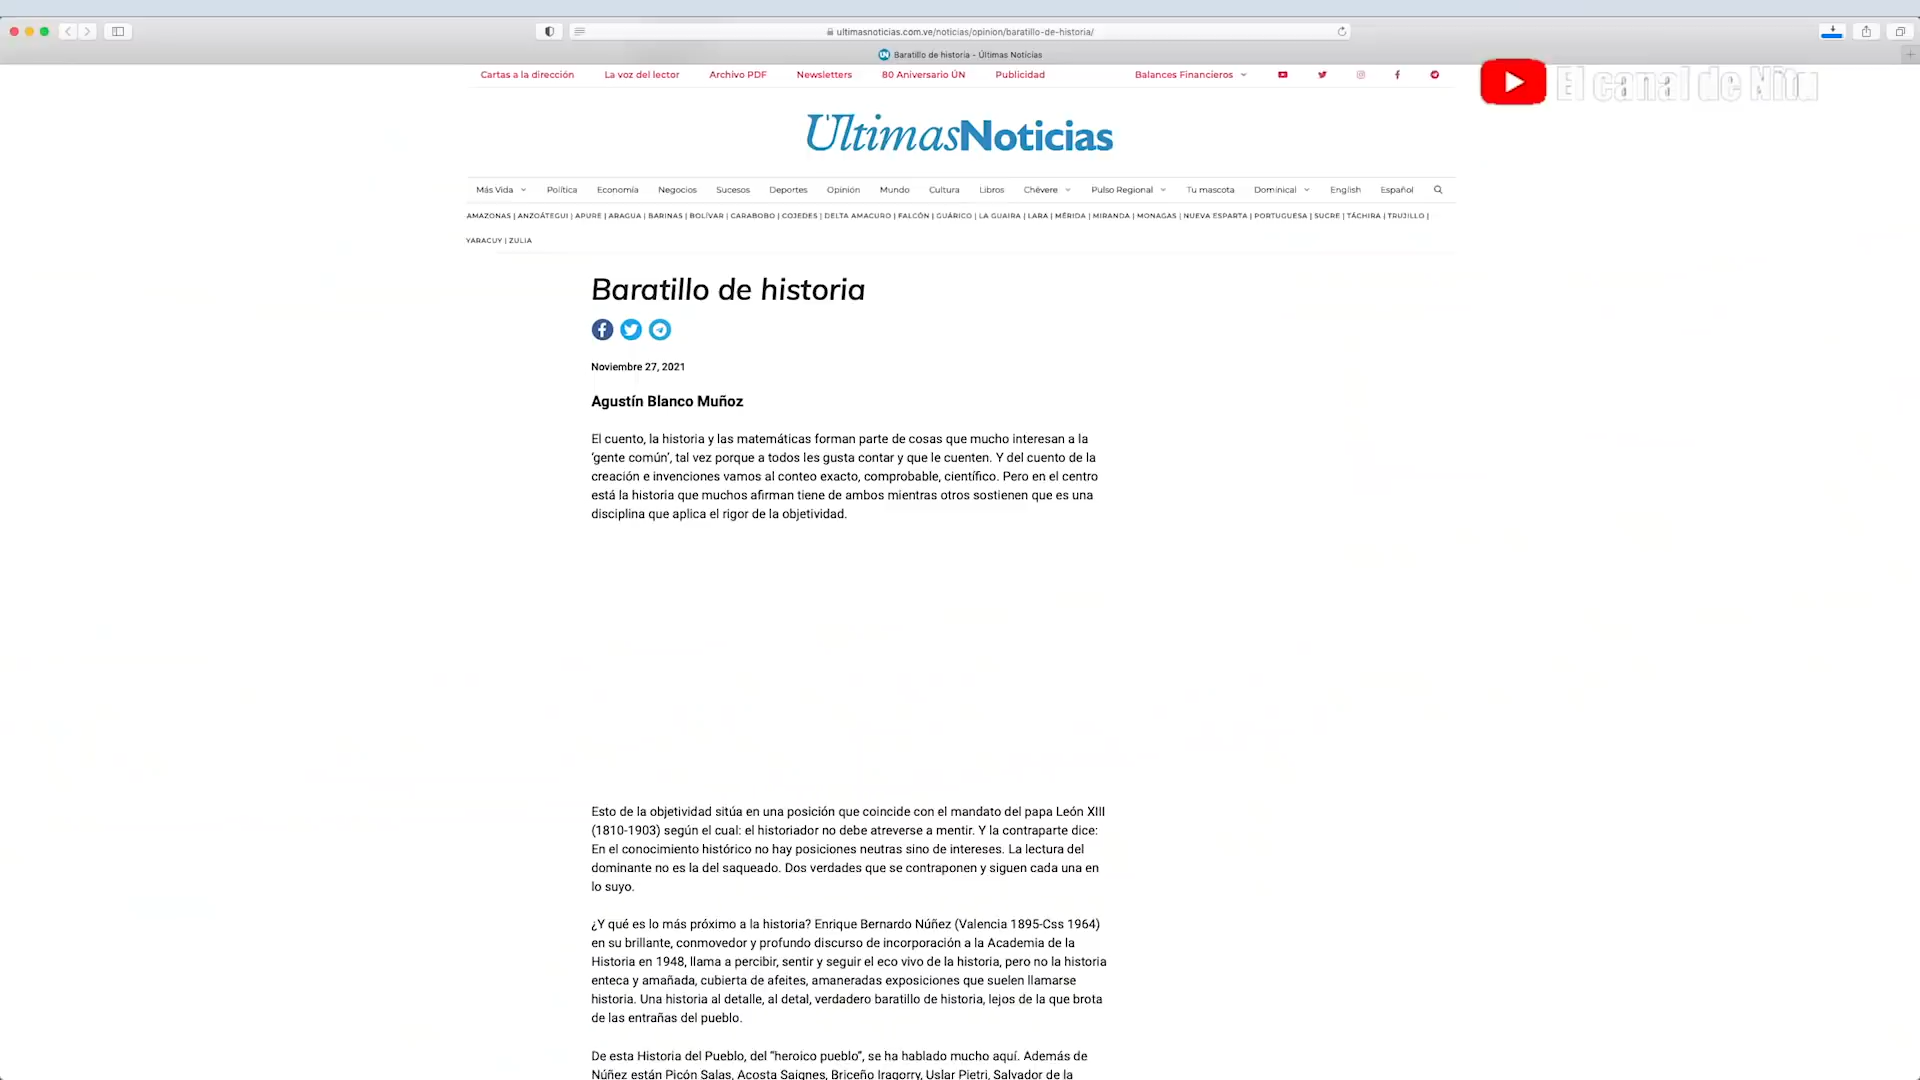 ultimasnoticias.com.ve/noticias/opinion/baratillo-de-historia/
Baratillo de historia - Últimas Noticias
Cartas a la dirección La voz del lector Archivo PDF Newsletters 80 Aniversario ÚN Publicidad Balances Financieros
El canal de Nitu
ÚltimasNoticias
Más Vida Política Economía Negocios Sucesos Deportes Opinión Mundo Cultura Libros Chévere Pulso Regional Tu mascota Dominical English Español
AMAZONAS | ANZOÁTEGUI | APURE | ARAGUA | BARINAS | BOLÍVAR | CARABOBO | COJEDES | DELTA AMACURO | FALCÓN | GUÁRICO | LA GUAIRA | LARA | MÉRIDA | MIRANDA | MONAGAS | NUEVA ESPARTA | PORTUGUESA | SUCRE | TÁCHIRA | TRUJILLO |
YARACUY | ZULIA
Baratillo de historia
Noviembre 27, 2021
Agustín Blanco Muñoz
El cuento, la historia y las matemáticas forman parte de cosas que mucho interesan a la
‘gente común’, tal vez porque a todos les gusta contar y que le cuenten. Y del cuento de la
creación e invenciones vamos al conteo exacto, comprobable, científico. Pero en el centro
está la historia que muchos afirman tiene de ambos mientras otros sostienen que es una
disciplina que aplica el rigor de la objetividad.
Esto de la objetividad sitúa en una posición que coincide con el mandato del papa León XIII
(1810-1903) según el cual: el historiador no debe atreverse a mentir. Y la contraparte dice:
En el conocimiento histórico no hay posiciones neutras sino de intereses. La lectura del
dominante no es la del saqueado. Dos verdades que se contraponen y siguen cada una en
lo suyo.
¿Y qué es lo más próximo a la historia? Enrique Bernardo Núñez (Valencia 1895-Css 1964)
en su brillante, conmovedor y profundo discurso de incorporación a la Academia de la
Historia en 1948, llama a percibir, sentir y seguir el eco vivo de la historia, pero no la historia
enteca y amañada, cubierta de afeites, amaneradas exposiciones que suelen llamarse
historia. Una historia al detalle, al detal, verdadero baratillo de historia, lejos de la que brota
de las entrañas del pueblo.
De esta Historia del Pueblo, del “heroico pueblo”, se ha hablado mucho aquí. Además de
Núñez están Picón Salas, Acosta Saignes, Briceño Iragorry, Uslar Pietri, Salvador de la